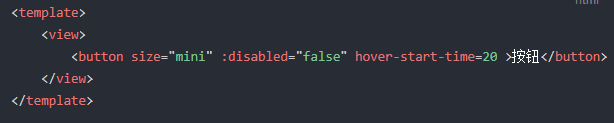 <template>
<view>
<button size="mini" :disabled="false" hover-start-time=20 >按钮</button>
</view>
</template>